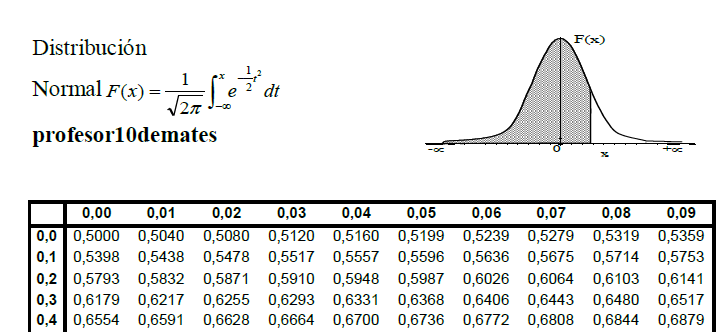 Distribución
Normal F(x) = 1/√2π ∫_{-∞}^{x} e^{-1/2 t²} dt
profesor10demates
F(x)
-∞ 0 x +∞
0,00 0,01 0,02 0,03 0,04 0,05 0,06 0,07 0,08 0,09
0,0 0,5000 0,5040 0,5080 0,5120 0,5160 0,5199 0,5239 0,5279 0,5319 0,5359
0,1 0,5398 0,5438 0,5478 0,5517 0,5557 0,5596 0,5636 0,5675 0,5714 0,5753
0,2 0,5793 0,5832 0,5871 0,5910 0,5948 0,5987 0,6026 0,6064 0,6103 0,6141
0,3 0,6179 0,6217 0,6255 0,6293 0,6331 0,6368 0,6406 0,6443 0,6480 0,6517
0,4 0,6554 0,6591 0,6628 0,6664 0,6700 0,6736 0,6772 0,6808 0,6844 0,6879